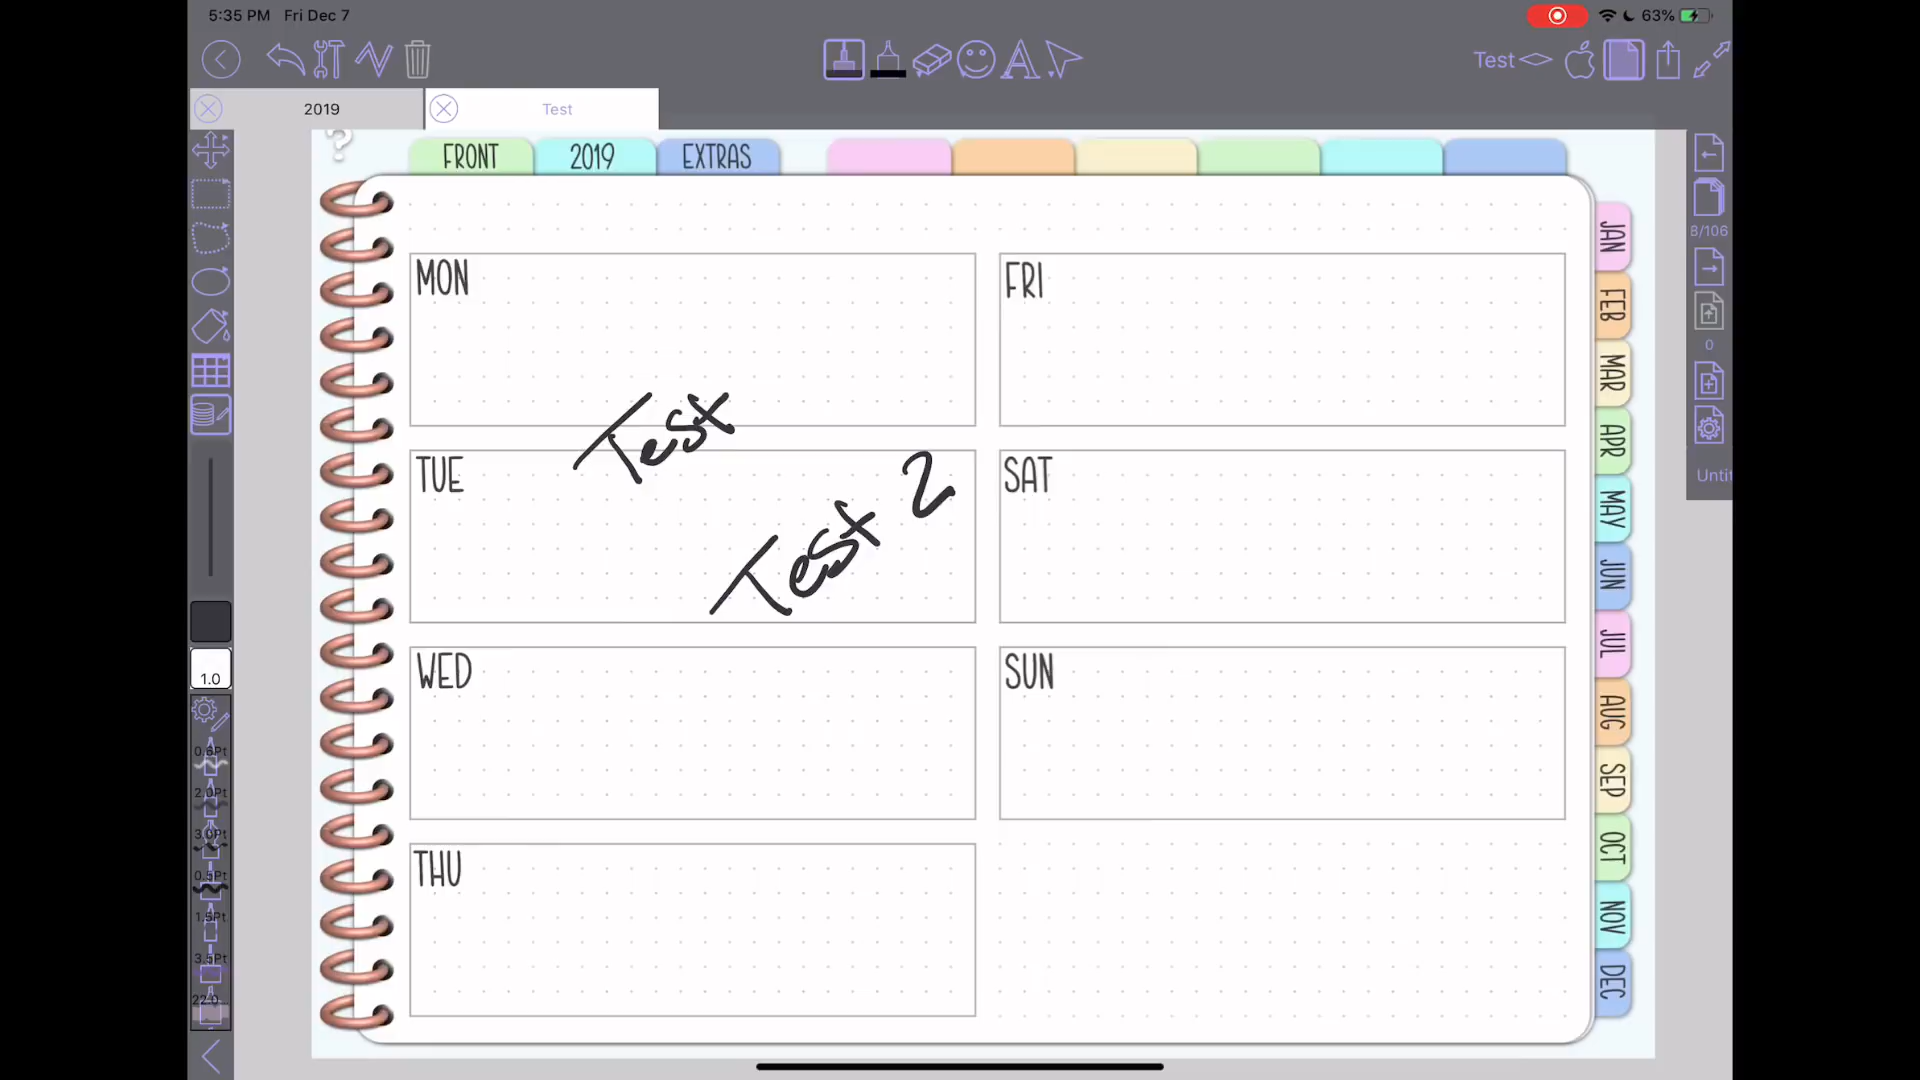 5:35 PM Fri Dec 7
63%
Test
2019
Test
FRONT 2019 EXTRAS
MON
FRI
Test
TUE
SAT
Test 2
WED
SUN
THU
JAN
FEB
MAR
APR
MAY
JUN
JUL
AUG
SEP
OCT
NOV
DEC
8/106
0
Untit
1.0
0.6Pt
2.0Pt
3.0Pt
0.5Pt
1.5Pt
3.5Pt
22.0